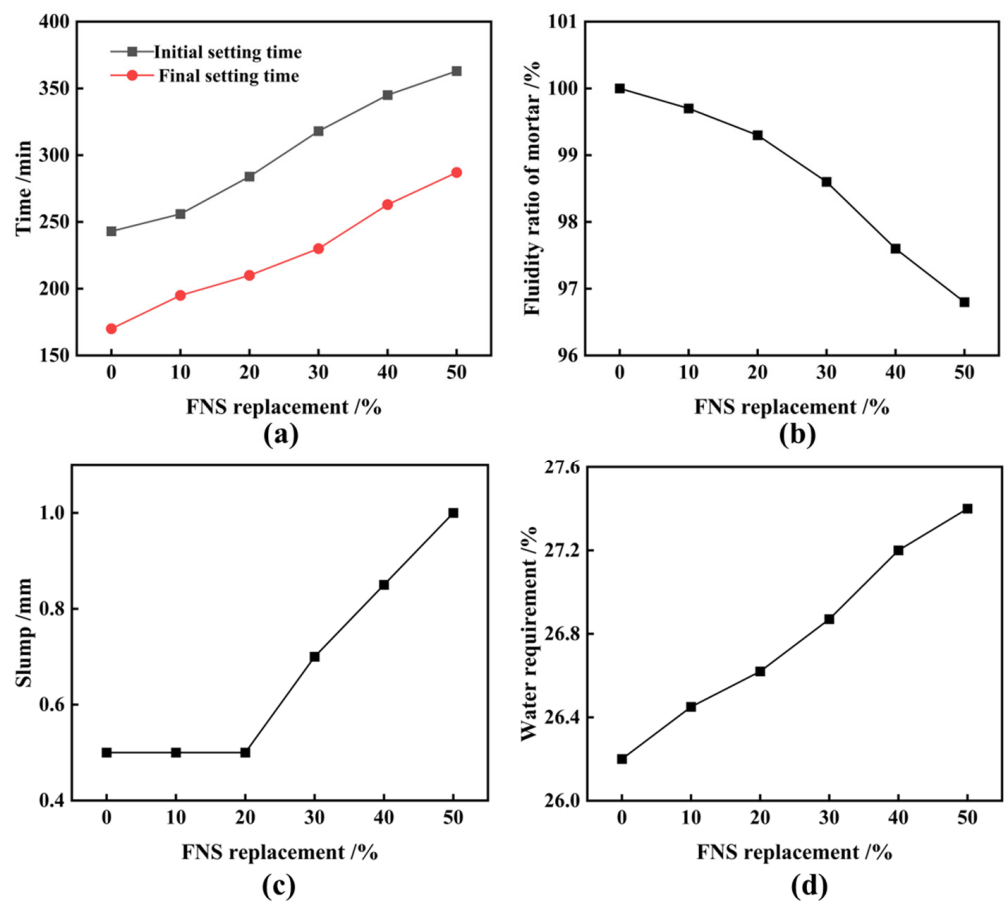 400
350
300
250
200
150
Time /min
Initial setting time
Final setting time
0 10 20 30 40 50
FNS replacement /%
(a)
101
100
99
98
97
96
Fluidity ratio of mortar /%
0 10 20 30 40 50
FNS replacement /%
(b)
1.0
0.8
0.6
0.4
Slump /mm
0 10 20 30 40 50
FNS replacement /%
(c)
27.6
27.2
26.8
26.4
26.0
Water requirement /%
0 10 20 30 40 50
FNS replacement /%
(d)